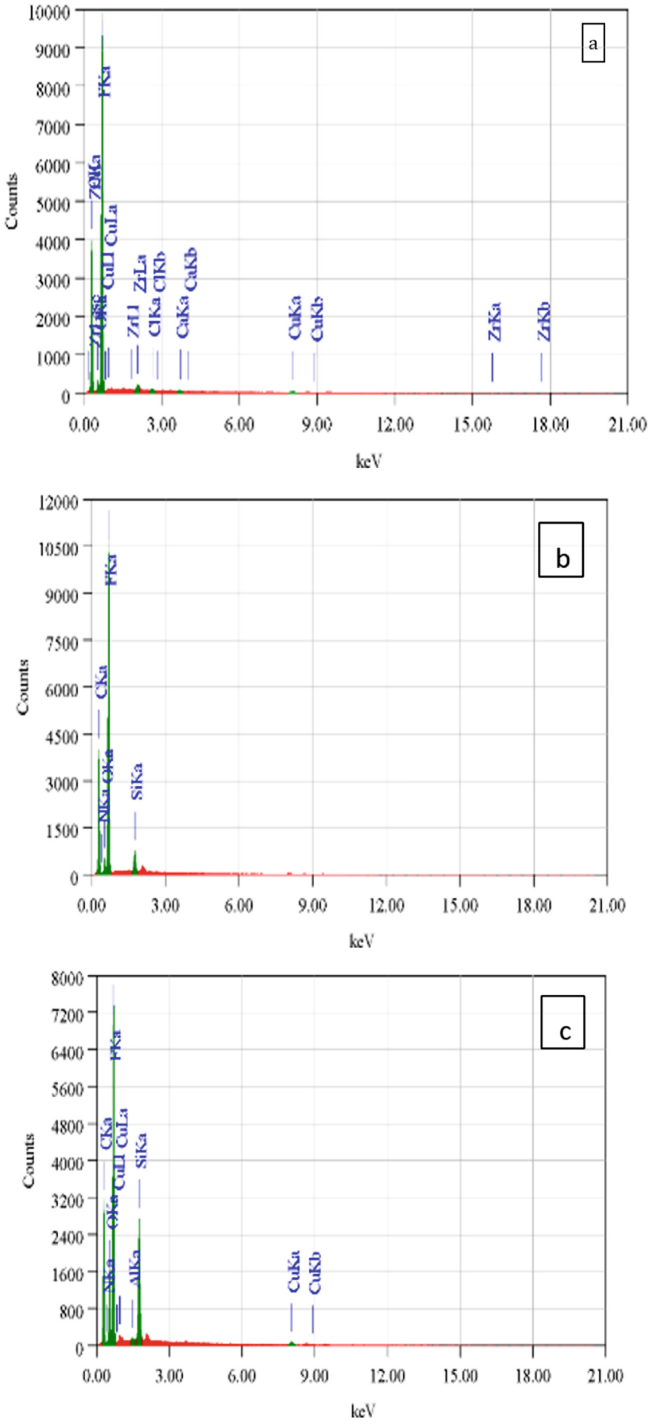 a
Counts
10000
9000
8000
7000
6000
5000
4000
3000
2000
1000
0
FKa
CuLl CuLa
ZrLl
ZrLa
ClKa
ClKb
CaKa
CaKb
CuKa
CuKb
ZrKa
ZrKb
0.00 3.00 6.00 9.00 12.00 15.00 18.00 21.00
keV
b
Counts
12000
10500
9000
7500
6000
4500
3000
1500
0
FKa
CKa
NKa OKa
SiKa
0.00 3.00 6.00 9.00 12.00 15.00 18.00 21.00
keV
c
Counts
8000
7200
6400
5600
4800
4000
3200
2400
1600
800
0
FKa
CKa
CuLl CuLa
OKa
NKa
AlKa
SiKa
CuKa
CuKb
0.00 3.00 6.00 9.00 12.00 15.00 18.00 21.00
keV